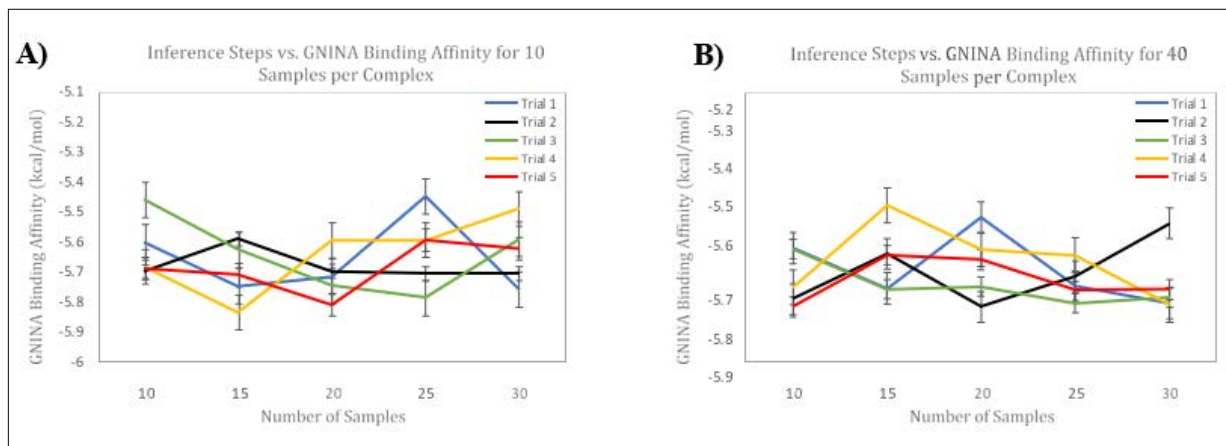 A)
Inference Steps vs. GNINA Binding Affinity for 10
Samples per Complex
GNINA Binding Affinity (kcal/mol)
-5.1
-5.2
-5.3
-5.4
-5.5
-5.6
-5.7
-5.8
-5.9
-6
Trial 1
Trial 2
Trial 3
Trial 4
Trial 5
10
15
20
25
30
Number of Samples
B)
Inference Steps vs. GNINA Binding Affinity for 40
Samples per Complex
GNINA Binding Affinity (kcal/mol)
-5.2
-5.3
-5.5
-5.6
-5.7
-5.8
-5.9
Trial 1
Trial 2
Trial 3
Trial 4
Trial 5
10
15
20
25
30
Number of Samples